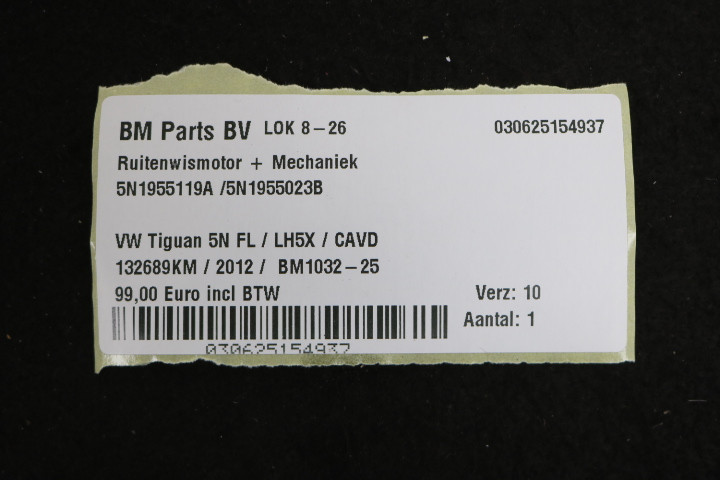 BM Parts BV LOK 8-26 030625154937
Ruitenwismotor + Mechaniek
5N1955119A /5N1955023B
VW Tiguan 5N FL / LH5X / CAVD
132689KM / 2012 / BM1032-25
99,00 Euro incl BTW Verz: 10
Aantal: 1
030625154937